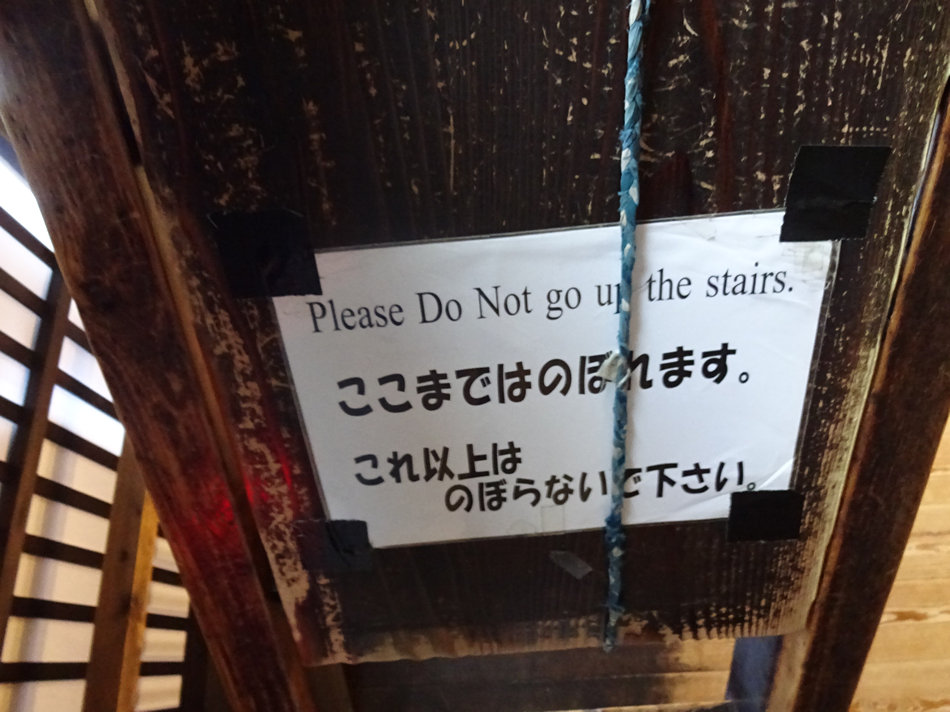 Please Do Not go up the stairs.
ここまではのぼれます。
これ以上は
のぼらないで下さい。